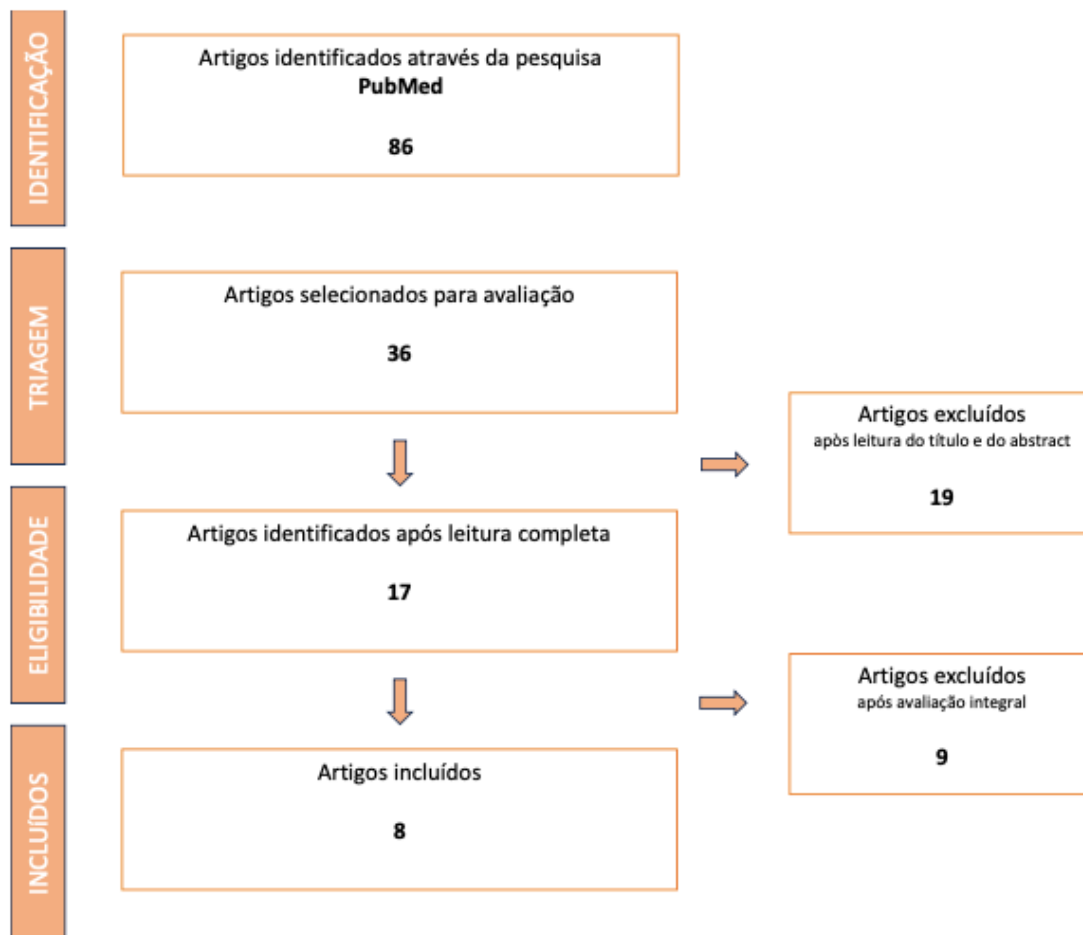 IDENTIFICAÇÃO
Artigos identificados através da pesquisa
PubMed
86
TRIAGEM
Artigos selecionados para avaliação
36
Artigos excluídos
apòs leitura do título e do abstract
19
ELIGIBILIDADE
Artigos identificados após leitura completa
17
Artigos excluídos
após avaliação integral
9
INCLUÍDOS
Artigos incluídos
8